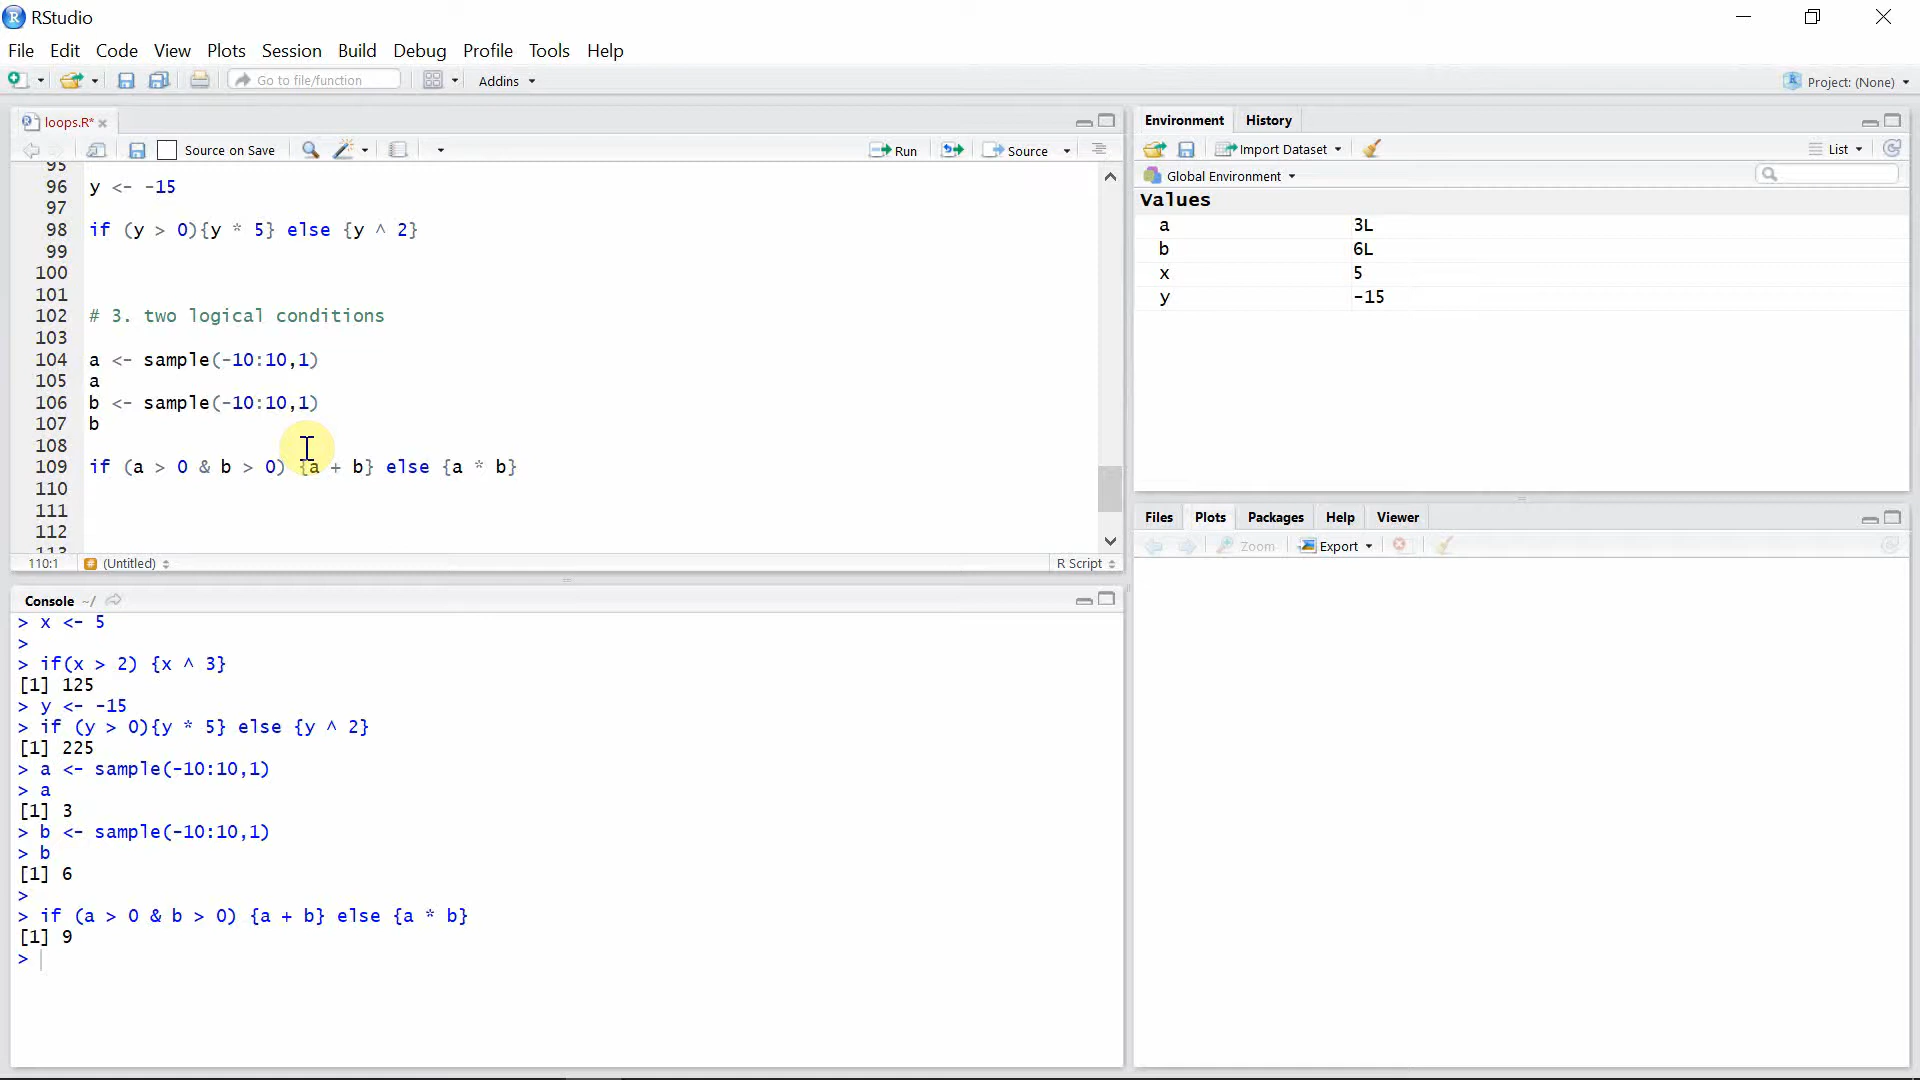 RStudio
File Edit Code View Plots Session Build Debug Profile Tools Help
Go to file/function Addins Project: (None)
loops.R*
Source on Save Run Source
95
96 y <- -15
97
98 if (y > 0){y * 5} else {y ^ 2}
99
100
101
102 # 3. two logical conditions
103
104 a <- sample(-10:10,1)
105 a
106 b <- sample(-10:10,1)
107 b
108
109 if (a > 0 & b > 0) {a + b} else {a * b}
110
111
112
113
110:1 (Untitled) R Script
Console ~/
> x <- 5
>
> if(x > 2) {x ^ 3}
[1] 125
> y <- -15
> if (y > 0){y * 5} else {y ^ 2}
[1] 225
> a <- sample(-10:10,1)
> a
[1] 3
> b <- sample(-10:10,1)
> b
[1] 6
>
> if (a > 0 & b > 0) {a + b} else {a * b}
[1] 9
>
Environment History
Import Dataset List
Global Environment
Values
a 3L
b 6L
x 5
y -15
Files Plots Packages Help Viewer
Zoom Export